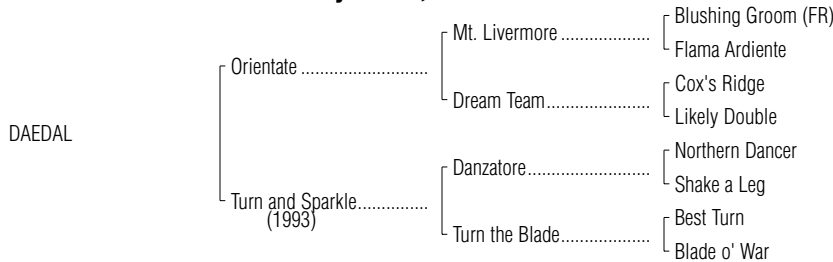 Blushing Groom (FR)
Mt. Livermore ......................
Flama Ardiente
Orientate ...............................
Cox's Ridge
Dream Team.........................
Likely Double
DAEDAL
Northern Dancer
Danzatore..............................
Shake a Leg
Turn and Sparkle.................
(1993)
Best Turn
Turn the Blade......................
Blade o' War